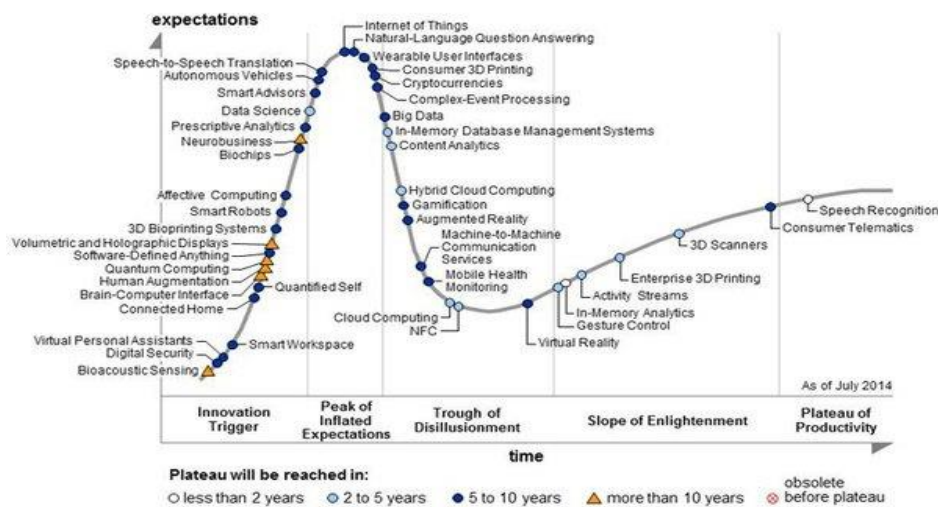 expectations
Internet of Things
Natural-Language Question Answering
Wearable User Interfaces
Consumer 3D Printing
Cryptocurrencies
Complex-Event Processing
Speech-to-Speech Translation
Autonomous Vehicles
Smart Advisors
Data Science
Prescriptive Analytics
Neurobusiness
Biochips
Big Data
In-Memory Database Management Systems
Content Analytics
Hybrid Cloud Computing
Gamification
Augmented Reality
Machine-to-Machine
Communication
Services
Mobile Health
Monitoring
Affective Computing
Smart Robots
3D Bioprinting Systems
Volumetric and Holographic Displays
Software-Defined Anything
Quantum Computing
Human Augmentation
Brain-Computer Interface
Connected Home
Quantified Self
Virtual Personal Assistants
Digital Security
Bioacoustic Sensing
Smart Workspace
Cloud Computing
NFC
Virtual Reality
Speech Recognition
Consumer Telematics
3D Scanners
Enterprise 3D Printing
Activity Streams
In-Memory Analytics
Gesture Control
As of July 2014
Innovation
Trigger
Peak of
Inflated
Expectations
Trough of
Disillusionment
Slope of Enlightenment
Plateau of
Productivity
time
Plateau will be reached in:
less than 2 years
2 to 5 years
5 to 10 years
more than 10 years
obsolete
before plateau